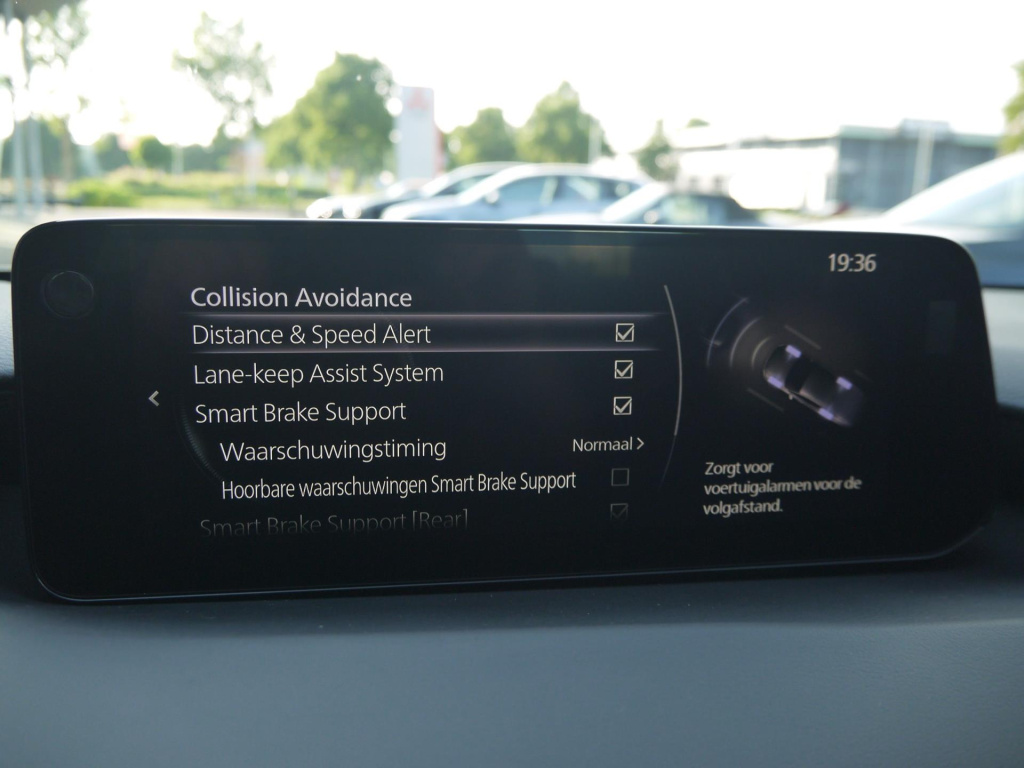 19:36
Collision Avoidance
Distance & Speed Alert
Lane-keep Assist System
Smart Brake Support
Waarschuwingstiming Normaal >
Hoorbare waarschuwingen Smart Brake Support
Smart Brake Support [Rear]
Zorgt voor
voertuigalarmen voor de
volgafstand.